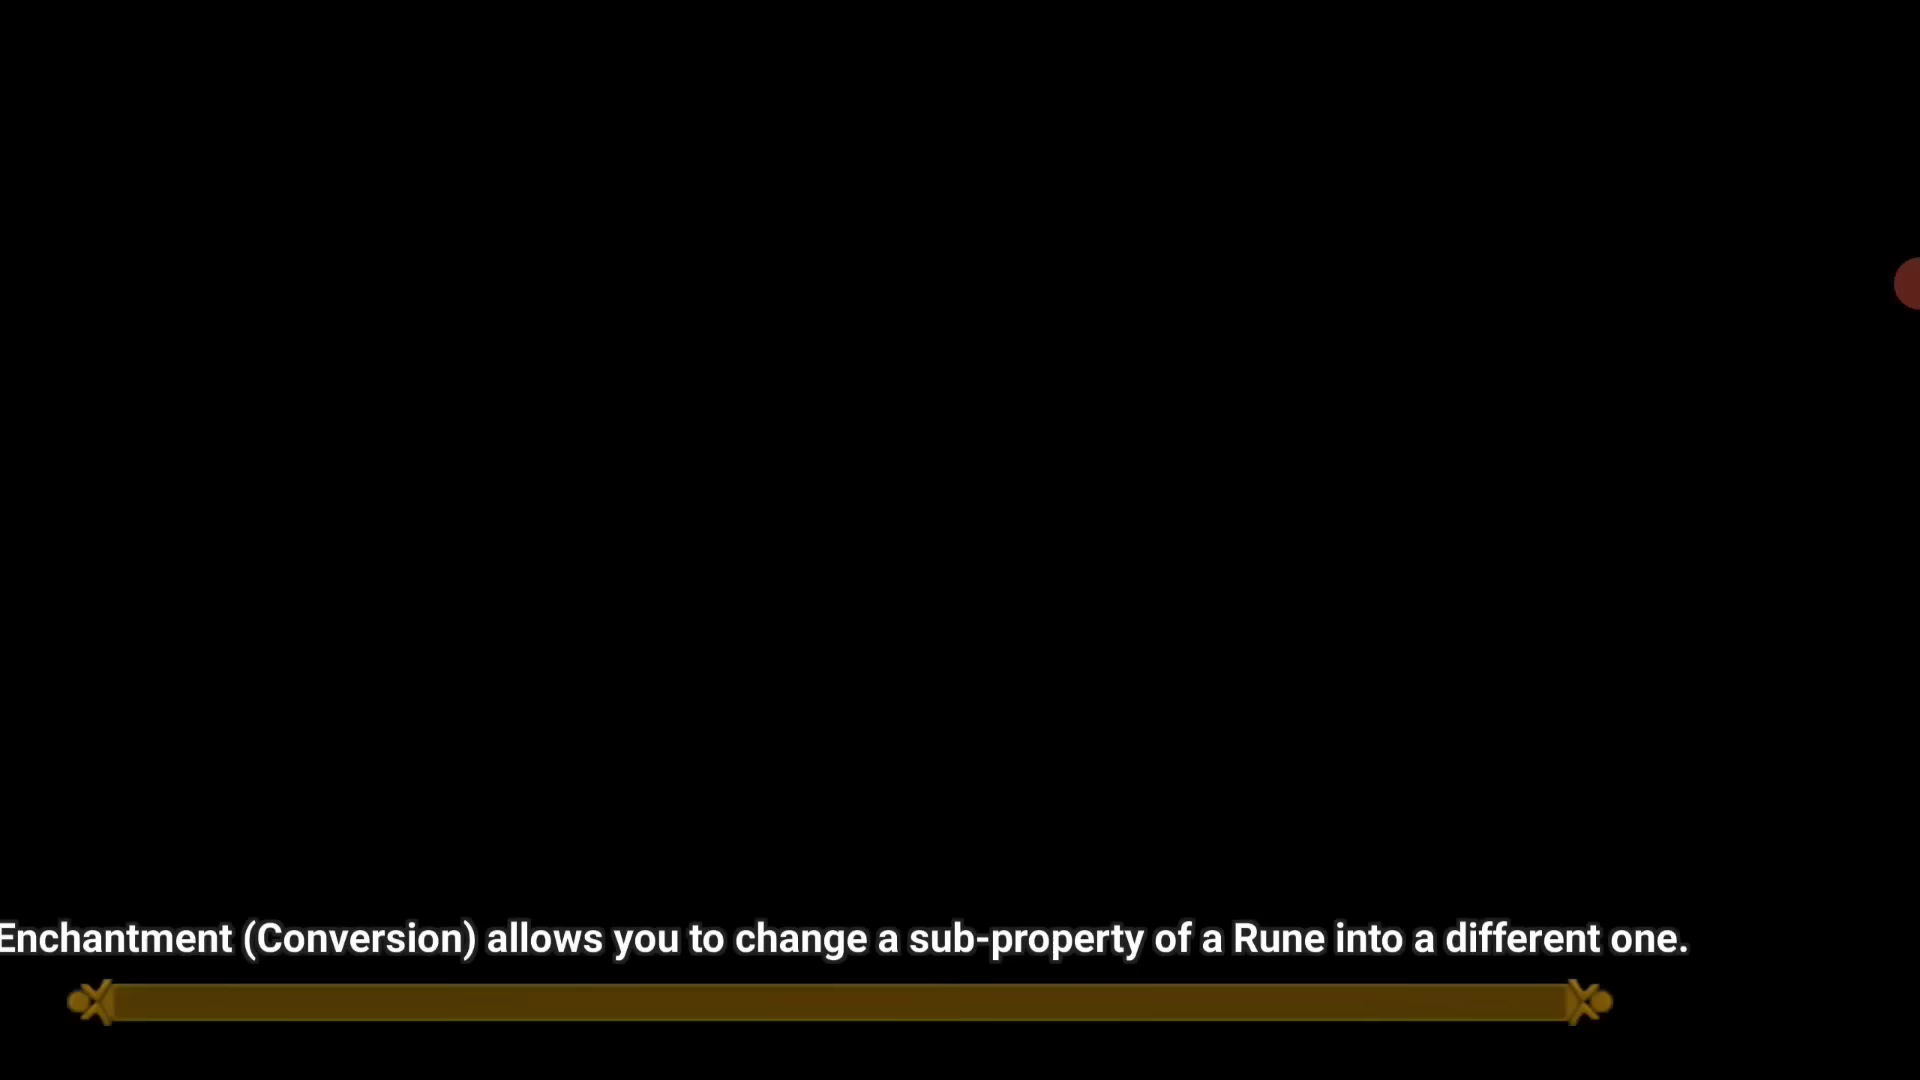 Enchantment (Conversion) allows you to change a sub-property of a Rune into a different one.